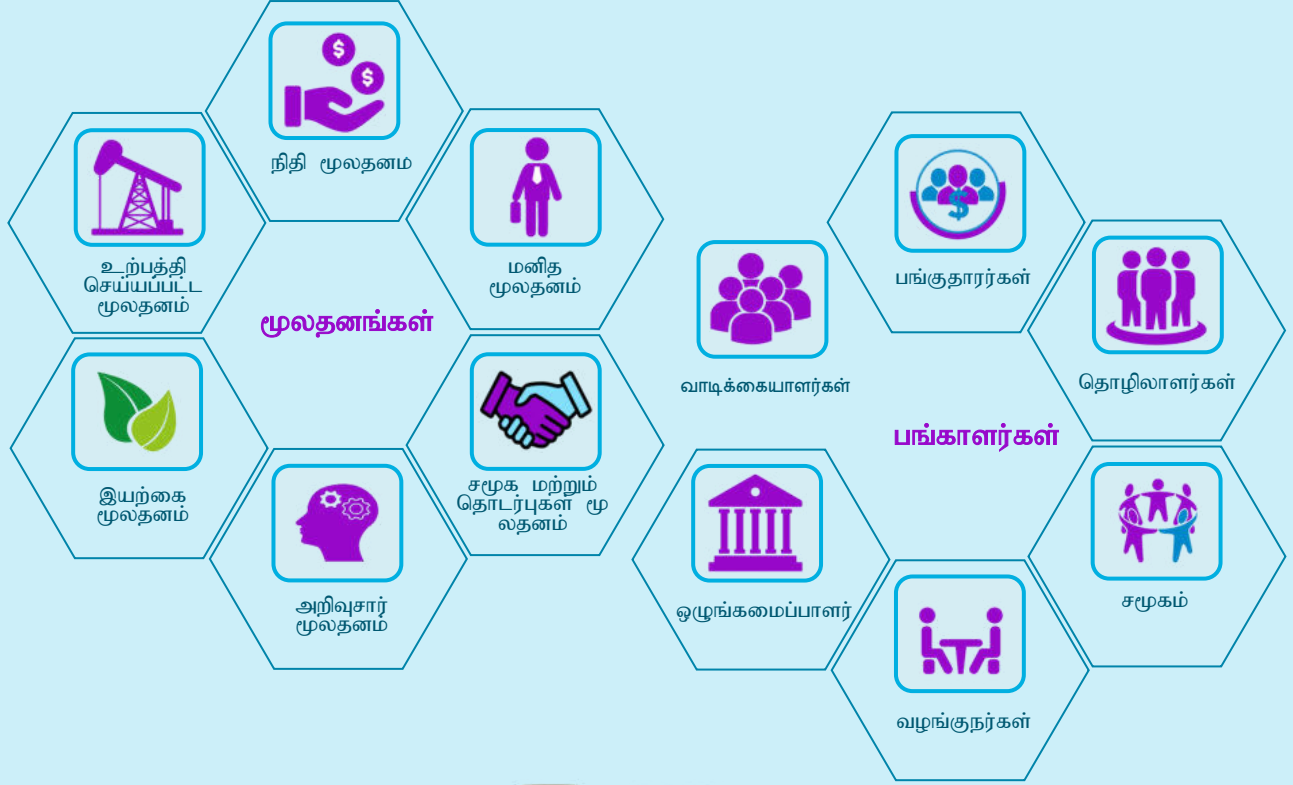 நிதி மூலதனம்
உற்பத்தி
செய்யப்பட்ட
மூலதனம்
மனித
மூலதனம்
மூலதனங்கள்
இயற்கை
மூலதனம்
சமூக மற்றும்
தொடர்புகள் மூ
லதனம்
அறிவுசார்
மூலதனம்
பங்குதாரர்கள்
வாடிக்கையாளர்கள்
தொழிலாளர்கள்
பங்காளர்கள்
ஒழுங்கமைப்பாளர்
சமூகம்
வழங்குநர்கள்